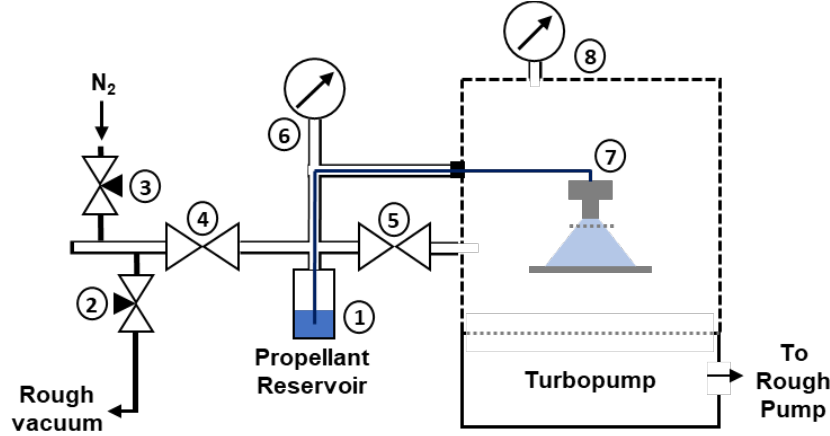 N₂
3
4
2
Rough
vacuum
6
5
1
Propellant
Reservoir
8
7
Turbopump
To
Rough
Pump